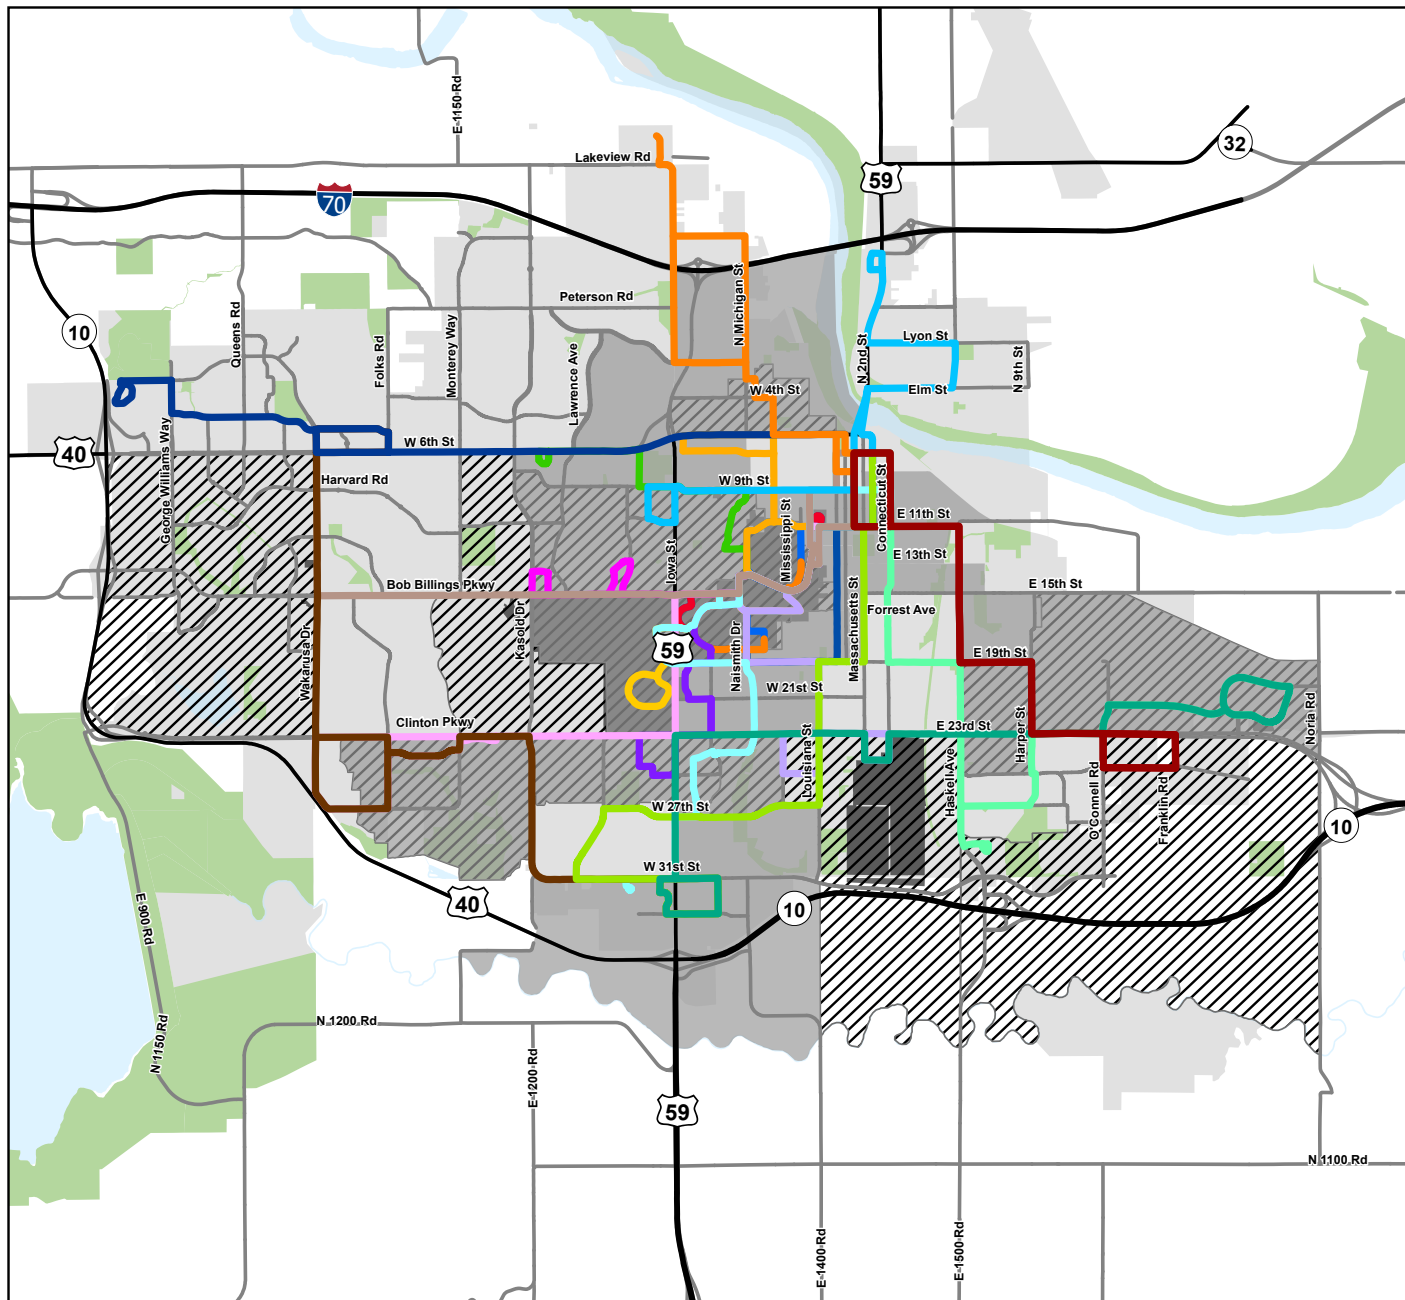 E 1150 Rd
Lakeview Rd
32
59
70
Peterson Rd
N Michigan St
10
Queens Rd
Folks Rd
Monterey Way
Lawrence Ave
N 2nd St
Lyon St
N 9th St
W 4th St
Elm St
40
George Williams Way
W 6th St
Harvard Rd
W 9th St
Mississippi St
Connecticut St
E 11th St
Iowa St
E 13th St
Bob Billings Pkwy
E 15th St
Kasold Dr
Wakarusa Dr
59
Naismith Dr
Massachusetts St
Forrest Ave
E 19th St
W 21st St
Clinton Pkwy
Louisiana St
E 23rd St
Haskell Ave
Harper St
Noria Rd
O'Connell Rd
Franklin Rd
W 27th St
10
W 31st St
40
10
E 900 Rd
N 1150 Rd
N 1200 Rd
E 1200 Rd
59
N 1100 Rd
E 1400 Rd
E 1500 Rd